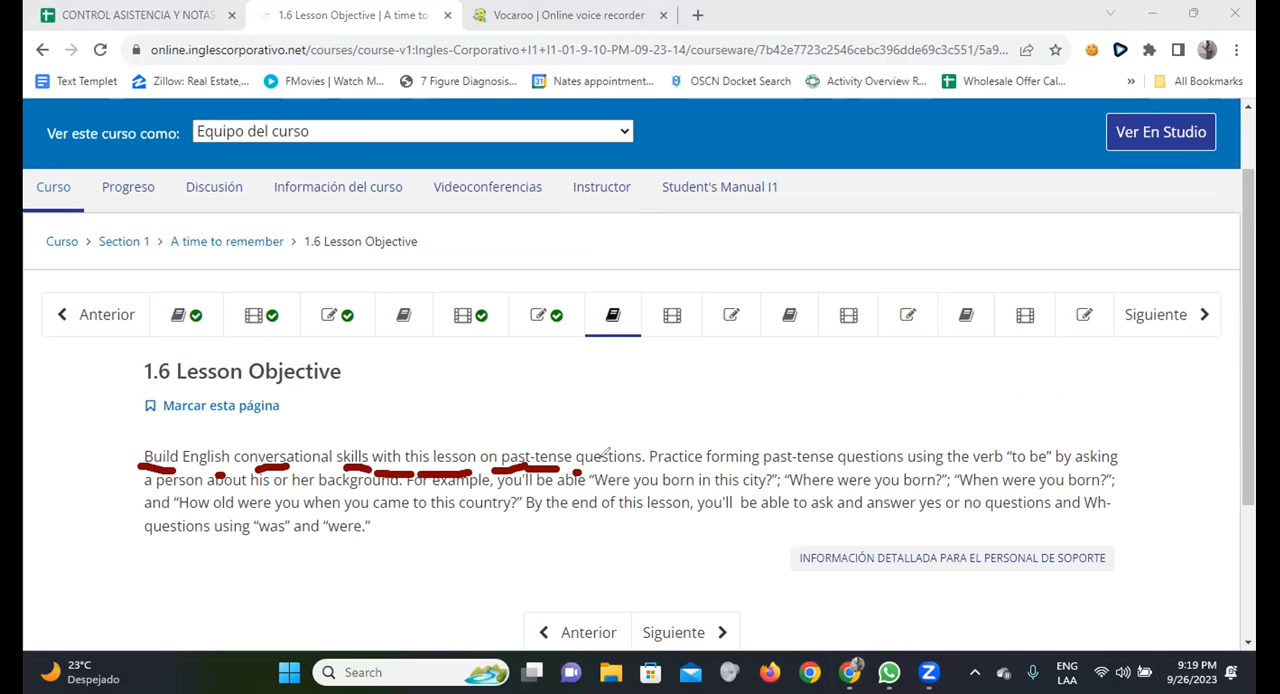 CONTROL ASISTENCIA Y NOTAS
1.6 Lesson Objective | A time to
Vocaroo | Online voice recorder
online.inglescorporativo.net/courses/course-v1:Ingles-Corporativo+I1+I1-01-9-10-PM-09-23-14/courseware/7b42e7723c2546cebc396dde69c3c551/5a9...
Text Templet
Zillow: Real Estate,...
FMovies | Watch M...
7 Figure Diagnosis...
Nates appointment...
OSCN Docket Search
Activity Overview R...
Wholesale Offer Cal...
All Bookmarks
Ver este curso como:
Equipo del curso
Ver En Studio
Curso
Progreso
Discusión
Información del curso
Videoconferencias
Instructor
Student's Manual I1
Curso > Section 1 > A time to remember > 1.6 Lesson Objective
Anterior
Siguiente
1.6 Lesson Objective
Marcar esta página
Build English conversational skills with this lesson on past-tense questions. Practice forming past-tense questions using the verb “to be” by asking
a person about his or her background. For example, you’ll be able “Were you born in this city?”; “Where were you born?”; “When were you born?”;
and “How old were you when you came to this country?” By the end of this lesson, you'll be able to ask and answer yes or no questions and Wh-
questions using “was” and “were.”
INFORMACIÓN DETALLADA PARA EL PERSONAL DE SOPORTE
Anterior
Siguiente
23°C
Despejado
Search
ENG
LAA
9:19 PM
9/26/2023